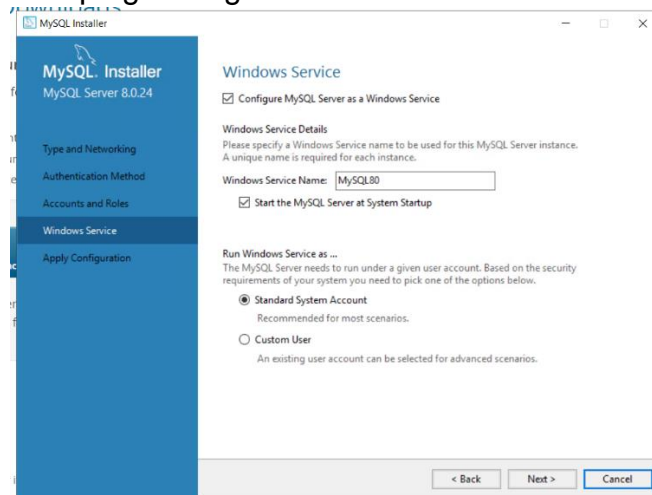 MySQL Installer
MySQL. Installer
MySQL Server 8.0.24
Type and Networking
Authentication Method
Accounts and Roles
Windows Service
Apply Configuration
Windows Service
Configure MySQL Server as a Windows Service
Windows Service Details
Please specify a Windows Service name to be used for this MySQL Server instance.
A unique name is required for each instance.
Windows Service Name: MySQL80
Start the MySQL Server at System Startup
Run Windows Service as ...
The MySQL Server needs to run under a given user account. Based on the security
requirements of your system you need to pick one of the options below.
Standard System Account
Recommended for most scenarios.
Custom User
An existing user account can be selected for advanced scenarios.
< Back Next > Cancel